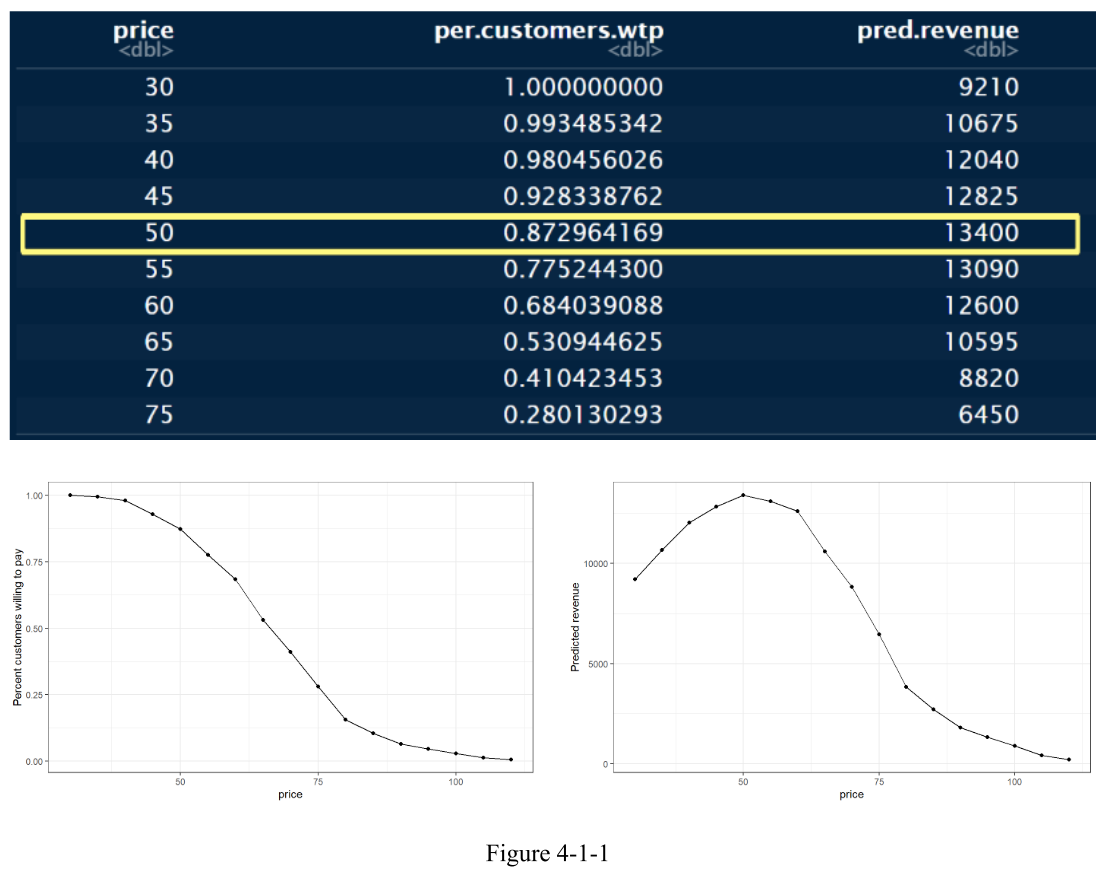 price per.customers.wtp pred.revenue
<dbl> <dbl> <dbl>
30 1.000000000 9210
35 0.993485342 10675
40 0.980456026 12040
45 0.928338762 12825
50 0.872964169 13400
55 0.775244300 13090
60 0.684039088 12600
65 0.530944625 10595
70 0.410423453 8820
75 0.280130293 6450
Percent customers willing to pay
1.00
0.75
0.50
0.25
0.00
50 75 100
price
Predicted revenue
10000
5000
0
50 75 100
price
Figure 4-1-1